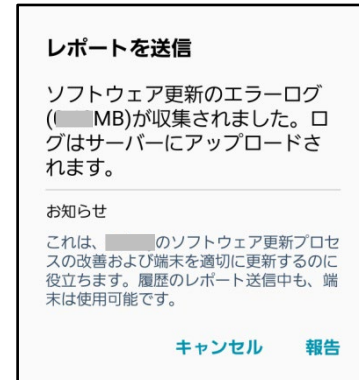 レポートを送信
ソフトウェア更新のエラーログ
( MB)が収集されました。ロ
グはサーバーにアップロードさ
れます。
お知らせ
これは、 のソフトウェア更新プロセ
スの改善および端末を適切に更新するのに
役立ちます。履歴のレポート送信中も、端
末は使用可能です。
キャンセル 報告